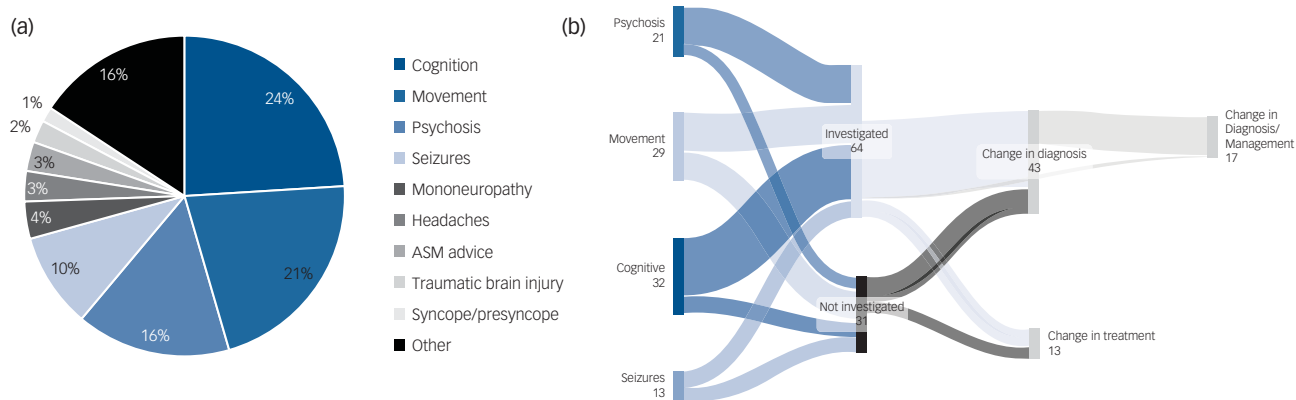 (a)
16%
24%
1%
2%
3%
3%
4%
10%
16%
21%
Cognition
Movement
Psychosis
Seizures
Mononeuropathy
Headaches
ASM advice
Traumatic brain injury
Syncope/presyncope
Other
(b)
Psychosis
21
Movement
29
Cognitive
32
Seizures
13
Investigated
64
Not investigated
31
Change in diagnosis
43
Change in treatment
13
Change in
Diagnosis/
Management
17